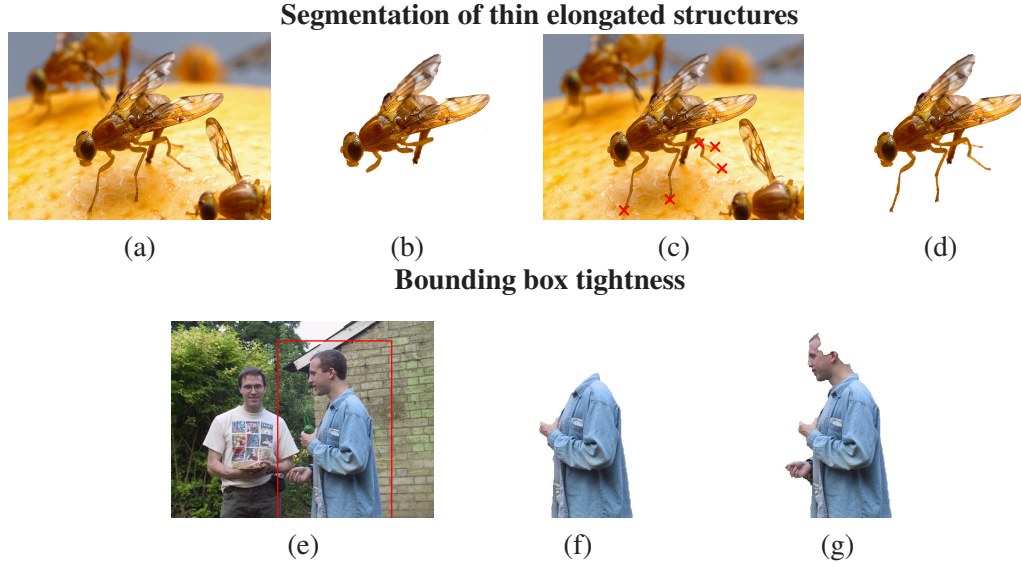 Segmentation of thin elongated structures
(a) (b) (c) (d)
Bounding box tightness
(e) (f) (g)